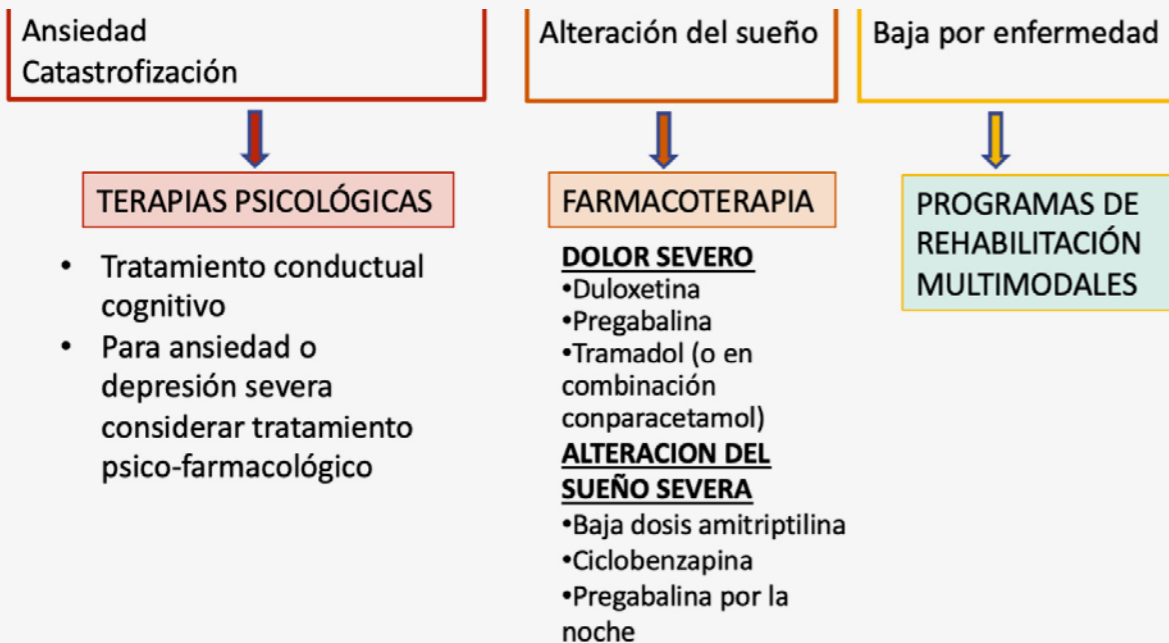 Ansiedad
Catastrofización
TERAPIAS PSICOLÓGICAS
• Tratamiento conductual
cognitivo
• Para ansiedad o
depresión severa
considerar tratamiento
psico-farmacológico
Alteración del sueño
FARMACOTERAPIA
DOLOR SEVERO
•Duloxetina
•Pregabalina
•Tramadol (o en
combinación
conparacetamol)
ALTERACION DEL
SUEÑO SEVERA
•Baja dosis amitriptilina
•Ciclobenzapina
•Pregabalina por la
noche
Baja por enfermedad
PROGRAMAS DE
REHABILITACIÓN
MULTIMODALES